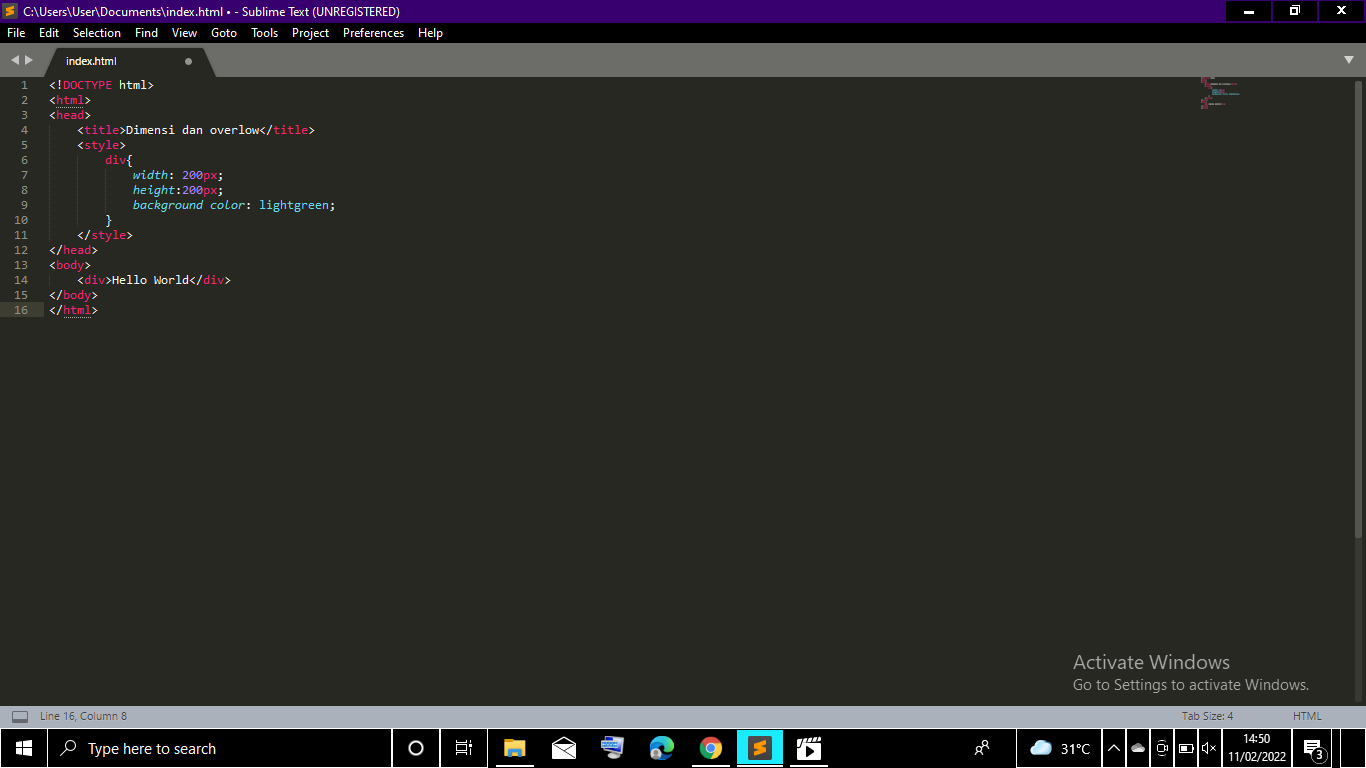 C:\Users\User\Documents\index.html • - Sublime Text (UNREGISTERED)
File Edit Selection Find View Goto Tools Project Preferences Help
index.html
1 <!DOCTYPE html>
2 <html>
3 <head>
4 <title>Dimensi dan overlow</title>
5 <style>
6 div{
7 width: 200px;
8 height:200px;
9 background color: lightgreen;
10 }
11 </style>
12 </head>
13 <body>
14 <div>Hello World</div>
15 </body>
16 </html>
Activate Windows
Go to Settings to activate Windows.
Line 16, Column 8 Tab Size: 4 HTML
Type here to search 31°C 14:50
11/02/2022 3